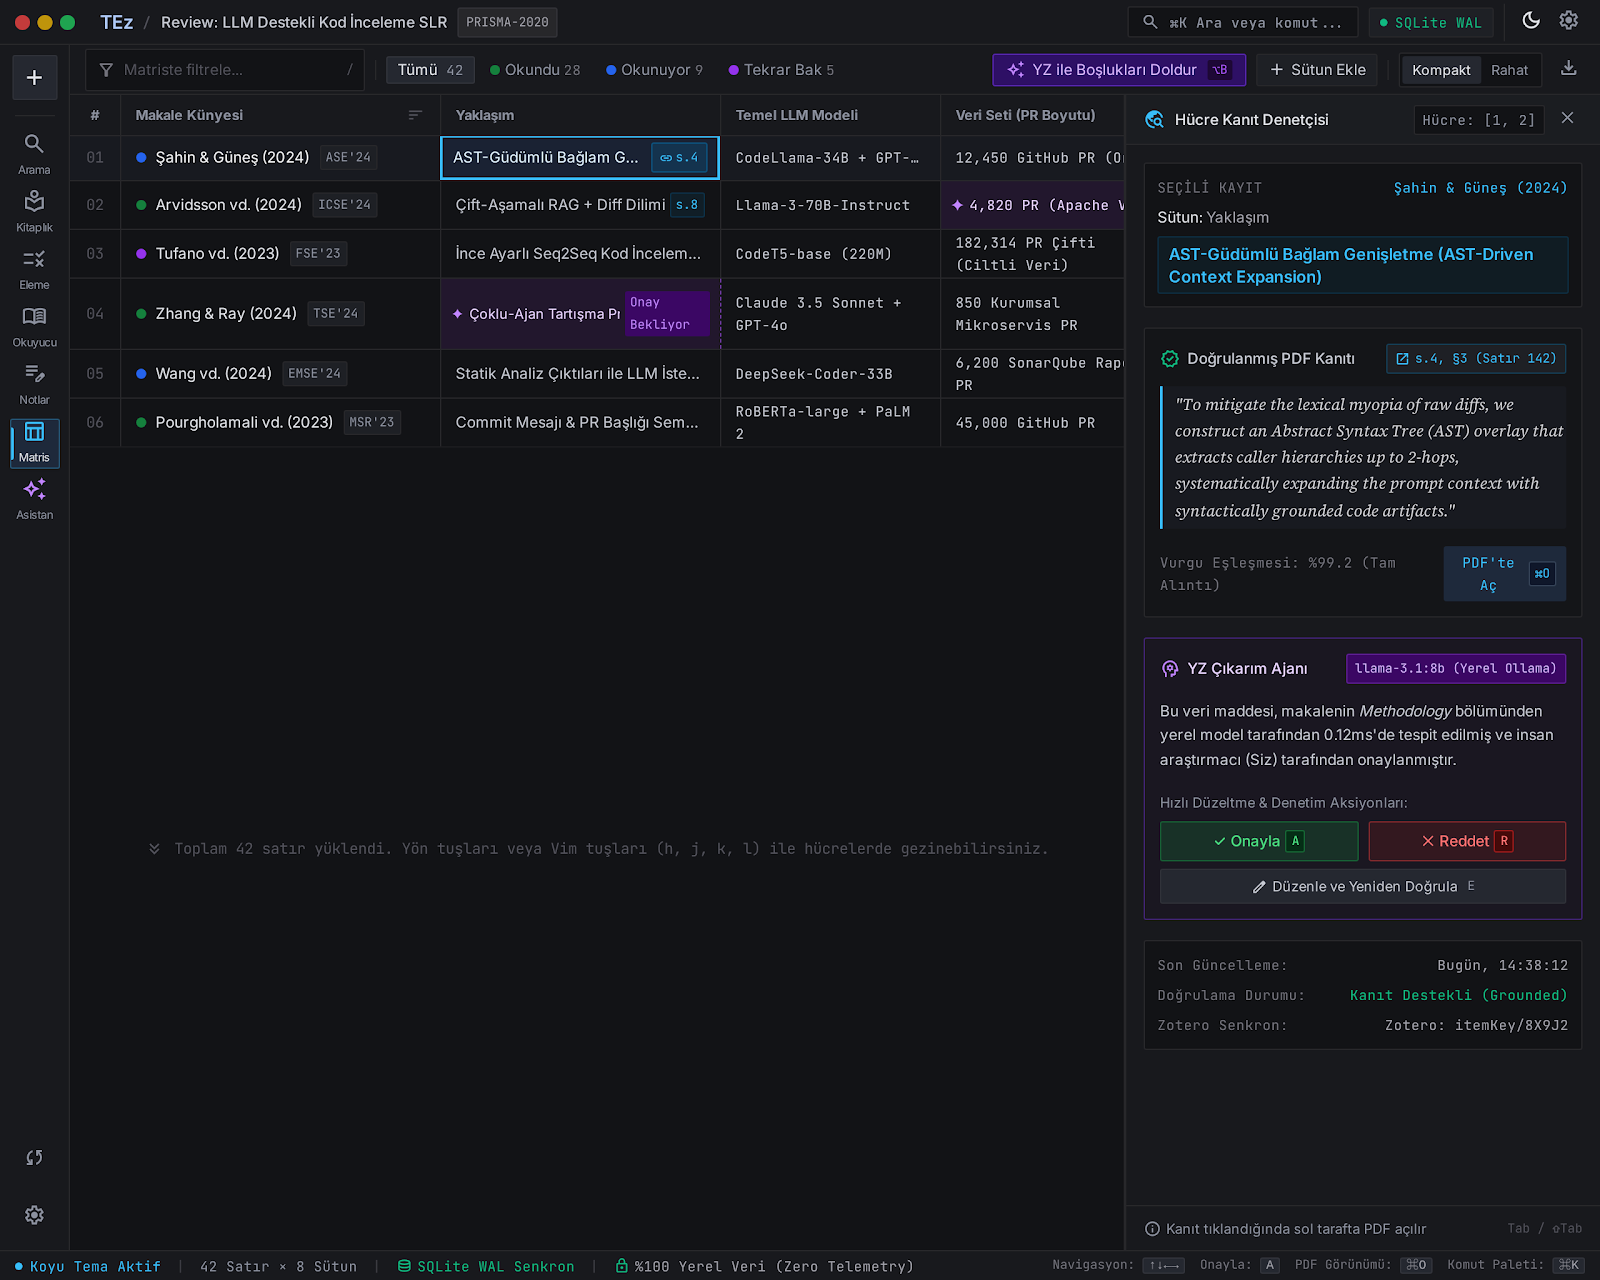 TEz / Review: LLM Destekli Kod İnceleme SLR PRISMA-2020
⌘K Ara veya komut... SQLite WAL
Matriste filtrele... /
Tümü 42 Okundu 28 Okunuyor 9 Tekrar Bak 5
YZ ile Boşlukları Doldur ⌥B + Sütun Ekle Kompakt Rahat
Arama
Kitaplık
Eleme
Okuyucu
Notlar
Matris
Asistan
# Makale Künyesi Yaklaşım Temel LLM Modeli Veri Seti (PR Boyutu)
01 Şahin & Güneş (2024) ASE'24 AST-Güdümlü Bağlam G... s.4 CodeLlama-34B + GPT-… 12,450 GitHub PR (O
02 Arvidsson vd. (2024) ICSE'24 Çift-Aşamalı RAG + Diff Dilimi s.8 Llama-3-70B-Instruct 4,820 PR (Apache
03 Tufano vd. (2023) FSE'23 İnce Ayarlı Seq2Seq Kod İncelem... CodeT5-base (220M) 182,314 PR Çifti
(Ciltli Veri)
04 Zhang & Ray (2024) TSE'24 Çoklu-Ajan Tartışma Onay
Bekliyor
Claude 3.5 Sonnet +
GPT-4o
850 Kurumsal
Mikroservis PR
05 Wang vd. (2024) EMSE'24 Statik Analiz Çıktıları ile LLM İste... DeepSeek-Coder-33B 6,200 SonarQube Rap
PR
06 Pourgholamali vd. (2023) MSR'23 Commit Mesajı & PR Başlığı Sem... RoBERTa-large + PaLM
2
45,000 GitHub PR
Toplam 42 satır yüklendi. Yön tuşları veya Vim tuşları (h, j, k, l) ile hücrelerde gezinebilirsiniz.
Hücre Kanıt Denetçisi Hücre: [1, 2]
SEÇİLİ KAYIT Şahin & Güneş (2024)
Sütun: Yaklaşım
AST-Güdümlü Bağlam Genişletme (AST-Driven
Context Expansion)
Doğrulanmış PDF Kanıtı s.4, §3 (Satır 142)
"To mitigate the lexical myopia of raw diffs, we
construct an Abstract Syntax Tree (AST) overlay that
extracts caller hierarchies up to 2-hops,
systematically expanding the prompt context with
syntactically grounded code artifacts."
Vurgu Eşleşmesi: %99.2 (Tam
Alıntı)
PDF'te
Aç ⌘O
YZ Çıkarım Ajanı llama-3.1:8b (Yerel Ollama)
Bu veri maddesi, makalenin Methodology bölümünden
yerel model tarafından 0.12ms'de tespit edilmiş ve insan
araştırmacı (Siz) tarafından onaylanmıştır.
Hızlı Düzeltme & Denetim Aksiyonları:
Onayla A Reddet R
Düzenle ve Yeniden Doğrula E
Son Güncelleme: Bugün, 14:38:12
Doğrulama Durumu: Kanıt Destekli (Grounded)
Zotero Senkron: Zotero: itemKey/8X9J2
Kanıt tıklandığında sol tarafta PDF açılır Tab / ⇧Tab
Koyu Tema Aktif | 42 Satır × 8 Sütun | SQLite WAL Senkron | %100 Yerel Veri (Zero Telemetry)
Navigasyon: ↑↓←→ Onayla: A PDF Görünümü: ⌘O Komut Paleti: ⌘K